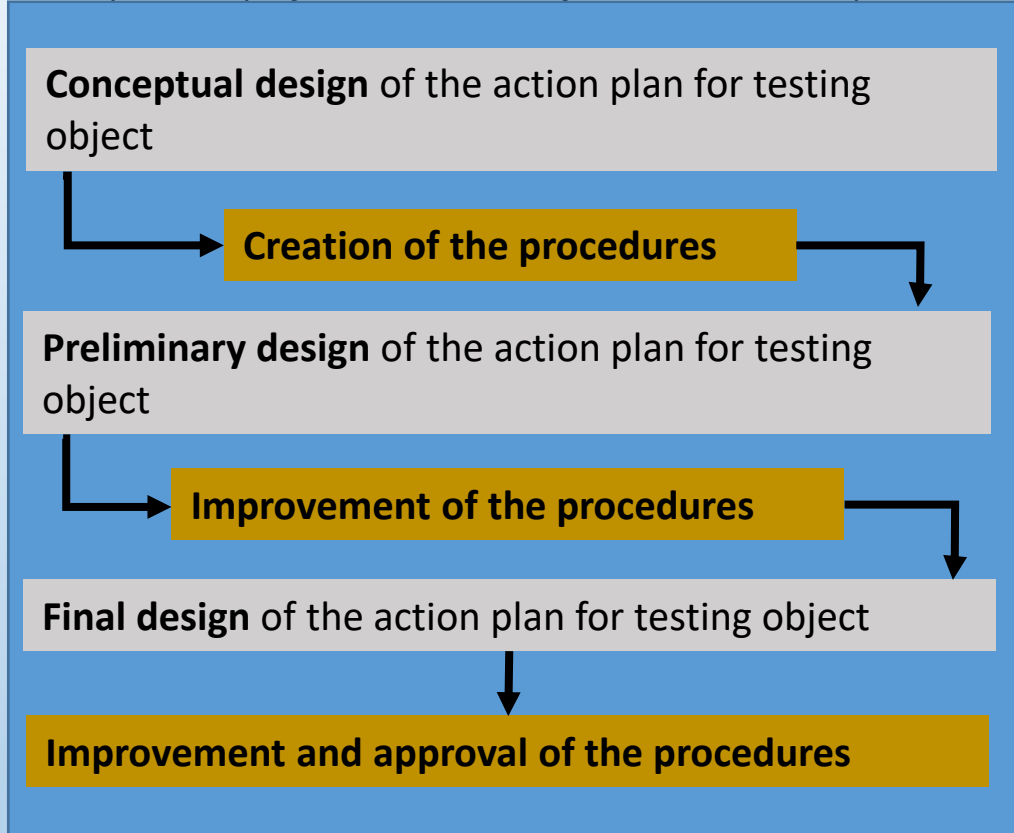 Conceptual design of the action plan for testing
object
Creation of the procedures
Preliminary design of the action plan for testing
object
Improvement of the procedures
Final design of the action plan for testing object
Improvement and approval of the procedures